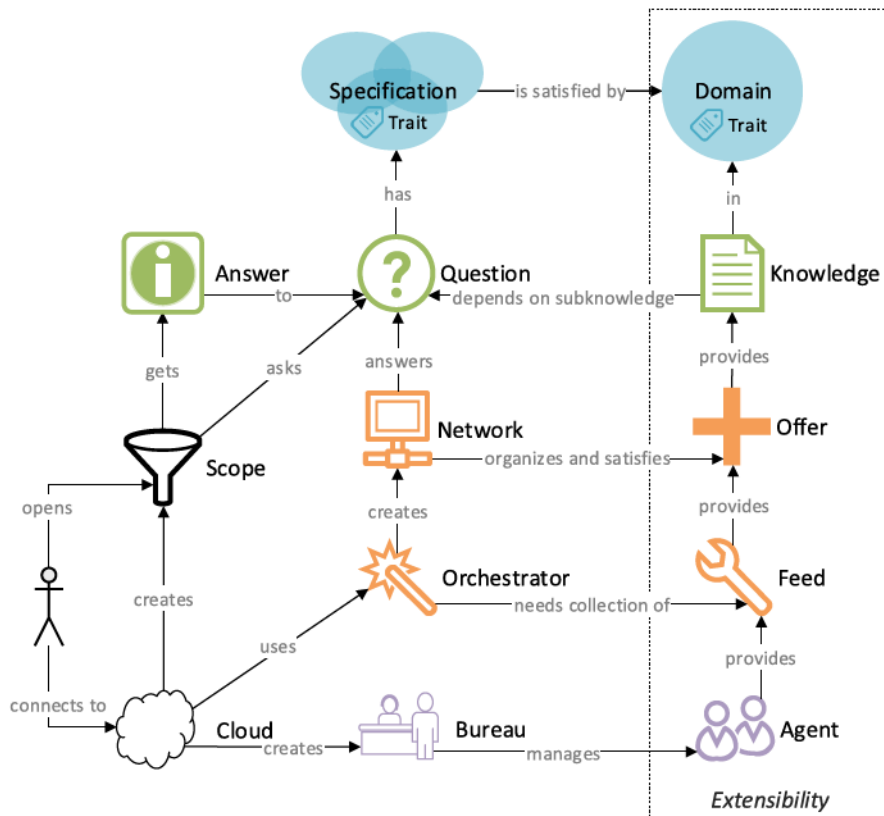 Specification
Trait
is satisfied by
Domain
Trait
has
in
Answer
to
Question
depends on subknowledge
Knowledge
gets
asks
answers
provides
Scope
Network
organizes and satisfies
Offer
opens
creates
provides
creates
Orchestrator
needs collection of
Feed
uses
provides
connects to
Cloud
creates
Bureau
manages
Agent
Extensibility